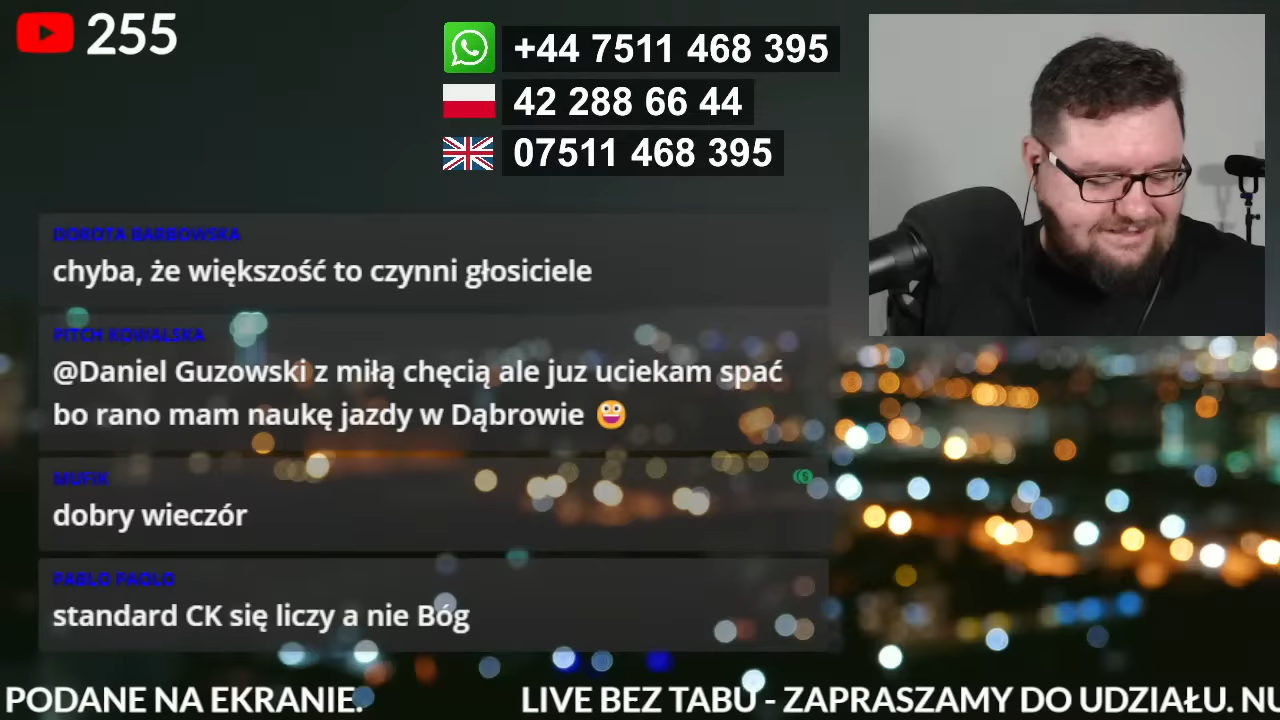 255
+44 7511 468 395
42 288 66 44
07511 468 395
DOROTA BARBOWSKA
chyba, że większość to czynni głosiciele
PITCH KOWALSKA
@Daniel Guzowski z miłą chęcią ale juz uciekam spać
bo rano mam naukę jazdy w Dąbrowie
MUFIK
dobry wieczór
PABLO PAOLO
standard CK się liczy a nie Bóg
PODANE NA EKRANIE. LIVE BEZ TABU - ZAPRASZAMY DO UDZIAŁU. NU